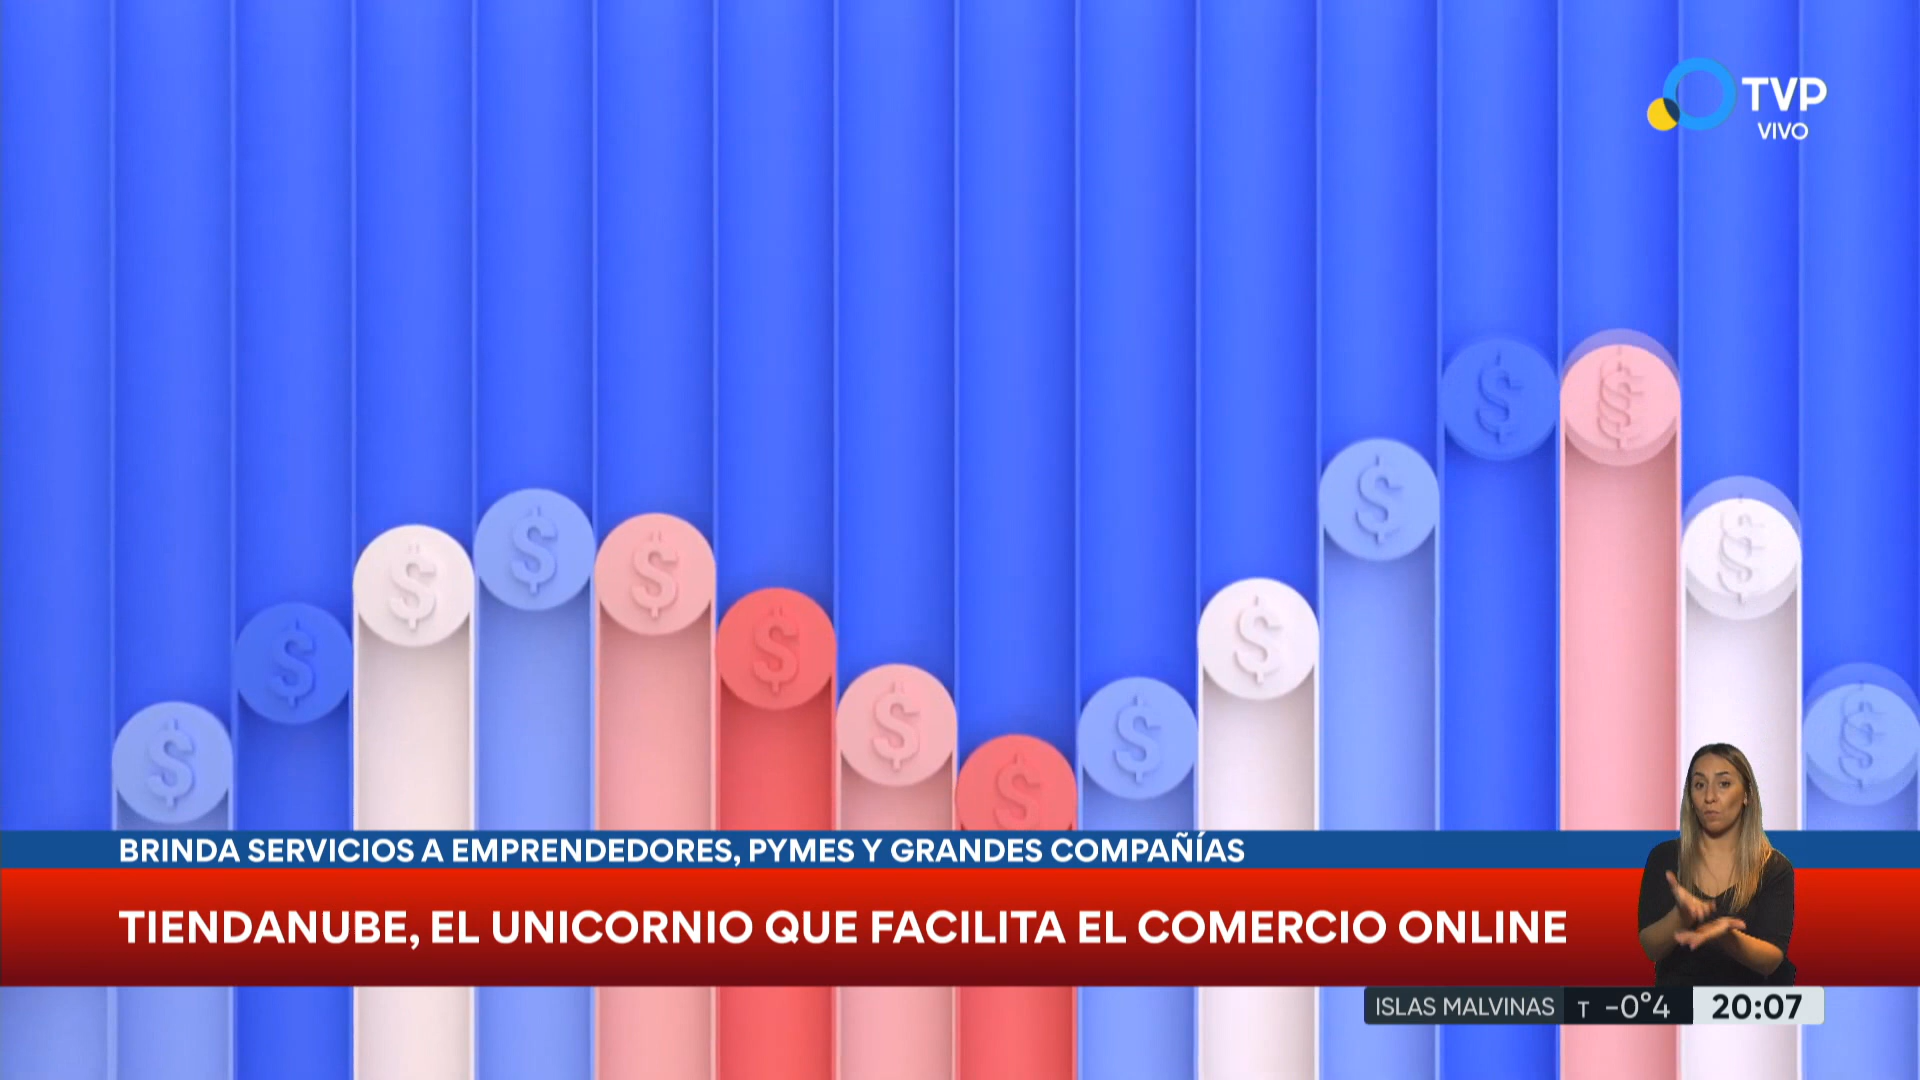 TVP
VIVO
$ $ $ $ $ $ $ $ $ $ $ $ $ $ $
BRINDA SERVICIOS A EMPRENDEDORES, PYMES Y GRANDES COMPAÑÍAS
TIENDANUBE, EL UNICORNIO QUE FACILITA EL COMERCIO ONLINE
ISLAS MALVINAS T -0°4 20:07